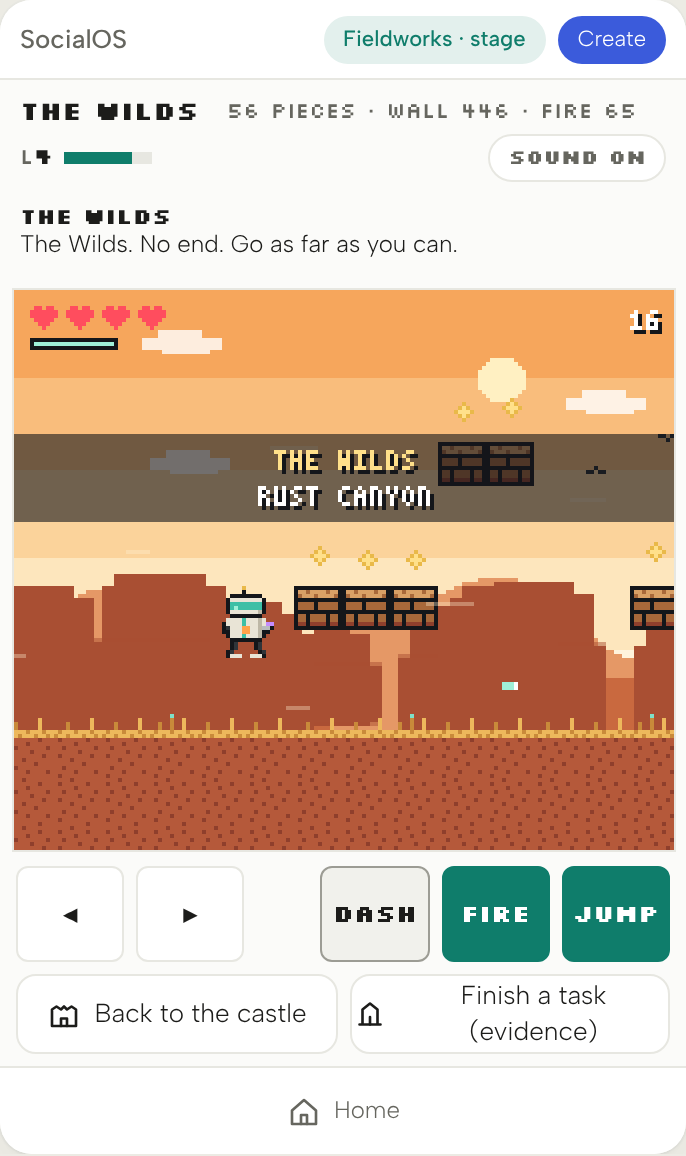 SocialOS
Fieldworks · stage
Create
THE WILDS
56 PIECES · WALL 446 · FIRE 65
L4
SOUND ON
THE WILDS
The Wilds. No end. Go as far as you can.
16
THE WILDS
RUST CANYON
◄
►
DASH
FIRE
JUMP
Back to the castle
Finish a task
(evidence)
Home